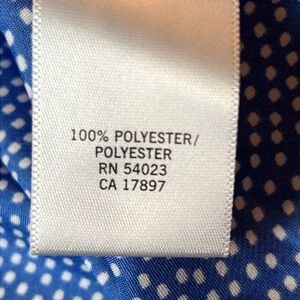 100% POLYESTER/
POLYESTER
RN 54023
CA 17897